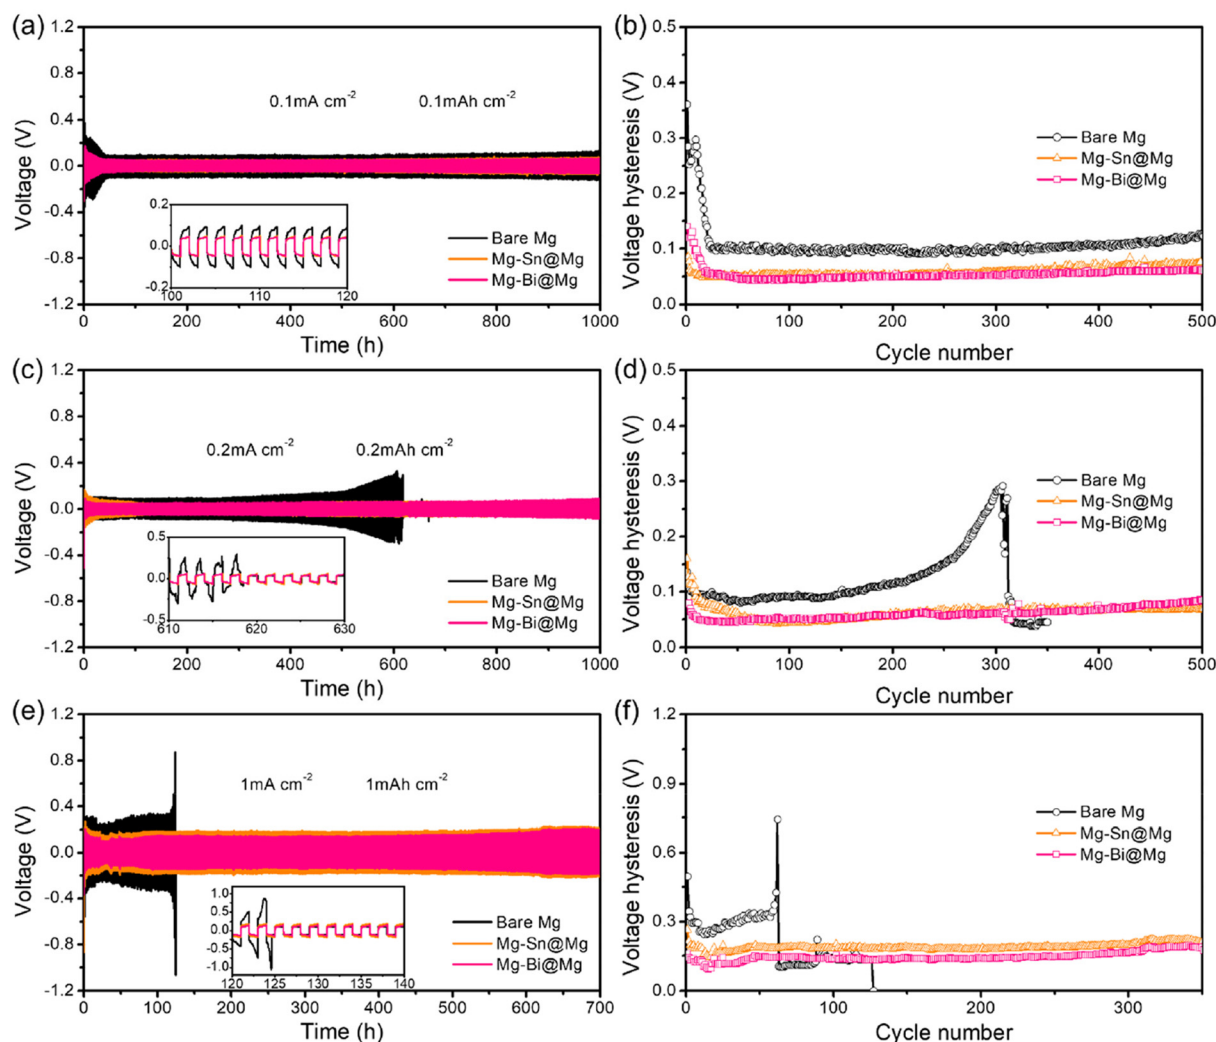 (a)
1.2
0.8
0.4
0.0
-0.4
-0.8
-1.2
Voltage (V)
0.1mA cm-2 0.1mAh cm-2
0.2
0.0
-0.2
100 110 120
Bare Mg
Mg-Sn@Mg
Mg-Bi@Mg
0 200 400 600 800 1000
Time (h)
(b)
0.5
0.4
0.3
0.2
0.1
0.0
Voltage hysteresis (V)
Bare Mg
Mg-Sn@Mg
Mg-Bi@Mg
0 100 200 300 400 500
Cycle number
(c)
1.2
0.8
0.4
0.0
-0.4
-0.8
-1.2
Voltage (V)
0.2mA cm-2 0.2mAh cm-2
0.5
0.0
-0.5
610 620 630
Bare Mg
Mg-Sn@Mg
Mg-Bi@Mg
0 200 400 600 800 1000
Time (h)
(d)
0.5
0.4
0.3
0.2
0.1
0.0
Voltage hysteresis (V)
Bare Mg
Mg-Sn@Mg
Mg-Bi@Mg
0 100 200 300 400 500
Cycle number
(e)
1.2
0.8
0.4
0.0
-0.4
-0.8
-1.2
Voltage (V)
1mA cm-2 1mAh cm-2
1.0
0.5
0.0
-0.5
-1.0
120 125 130 135 140
Bare Mg
Mg-Sn@Mg
Mg-Bi@Mg
0 100 200 300 400 500 600 700
Time (h)
(f)
1.2
0.9
0.6
0.3
0.0
Voltage hysteresis (V)
Bare Mg
Mg-Sn@Mg
Mg-Bi@Mg
0 100 200 300
Cycle number